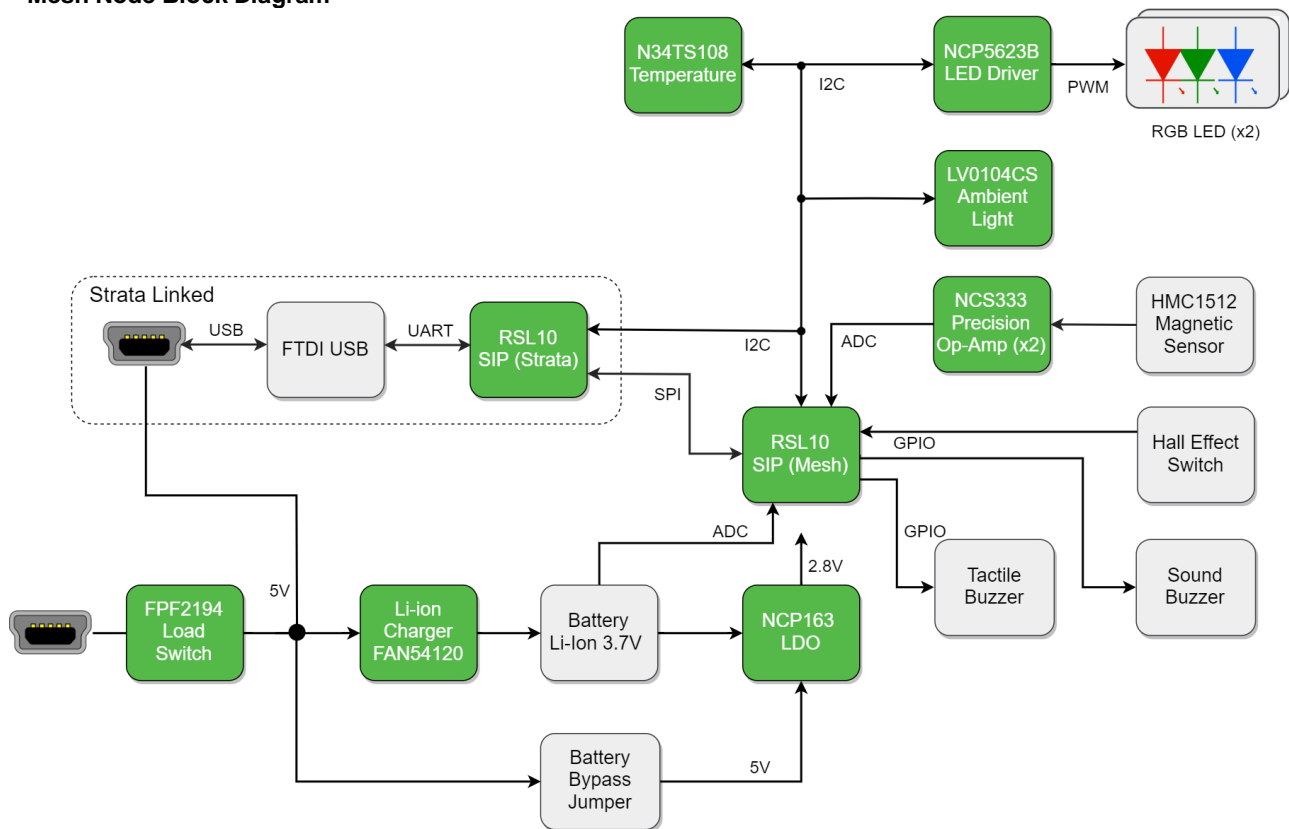 Mesh Node Block Diagram
N34TS108
Temperature
I2C
NCP5623B
LED Driver
PWM
RGB LED (x2)
LV0104CS
Ambient
Light
Strata Linked
USB
FTDI USB
UART
RSL10
SIP (Strata)
I2C
SPI
ADC
NCS333
Precision
Op-Amp (x2)
HMC1512
Magnetic
Sensor
RSL10
SIP (Mesh)
GPIO
Hall Effect
Switch
GPIO
ADC
2.8V
Tactile
Buzzer
Sound
Buzzer
FPF2194
Load
Switch
5V
Li-ion
Charger
FAN54120
Battery
Li-Ion 3.7V
NCP163
LDO
Battery
Bypass
Jumper
5V